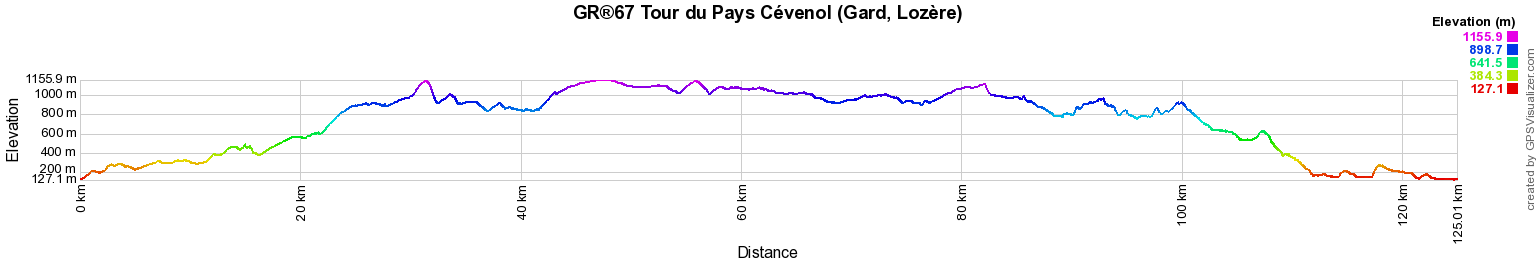 GR®67 Tour du Pays Cévenol (Gard, Lozère)
Elevation (m)
1155.9
898.7
641.5
384.3
127.1
1155.9 m
1000 m
800 m
600 m
400 m
200 m
127.1 m
Elevation
0 km
20 km
40 km
60 km
80 km
100 km
120 km
125.01 km
Distance
created by GPSVisualizer.com